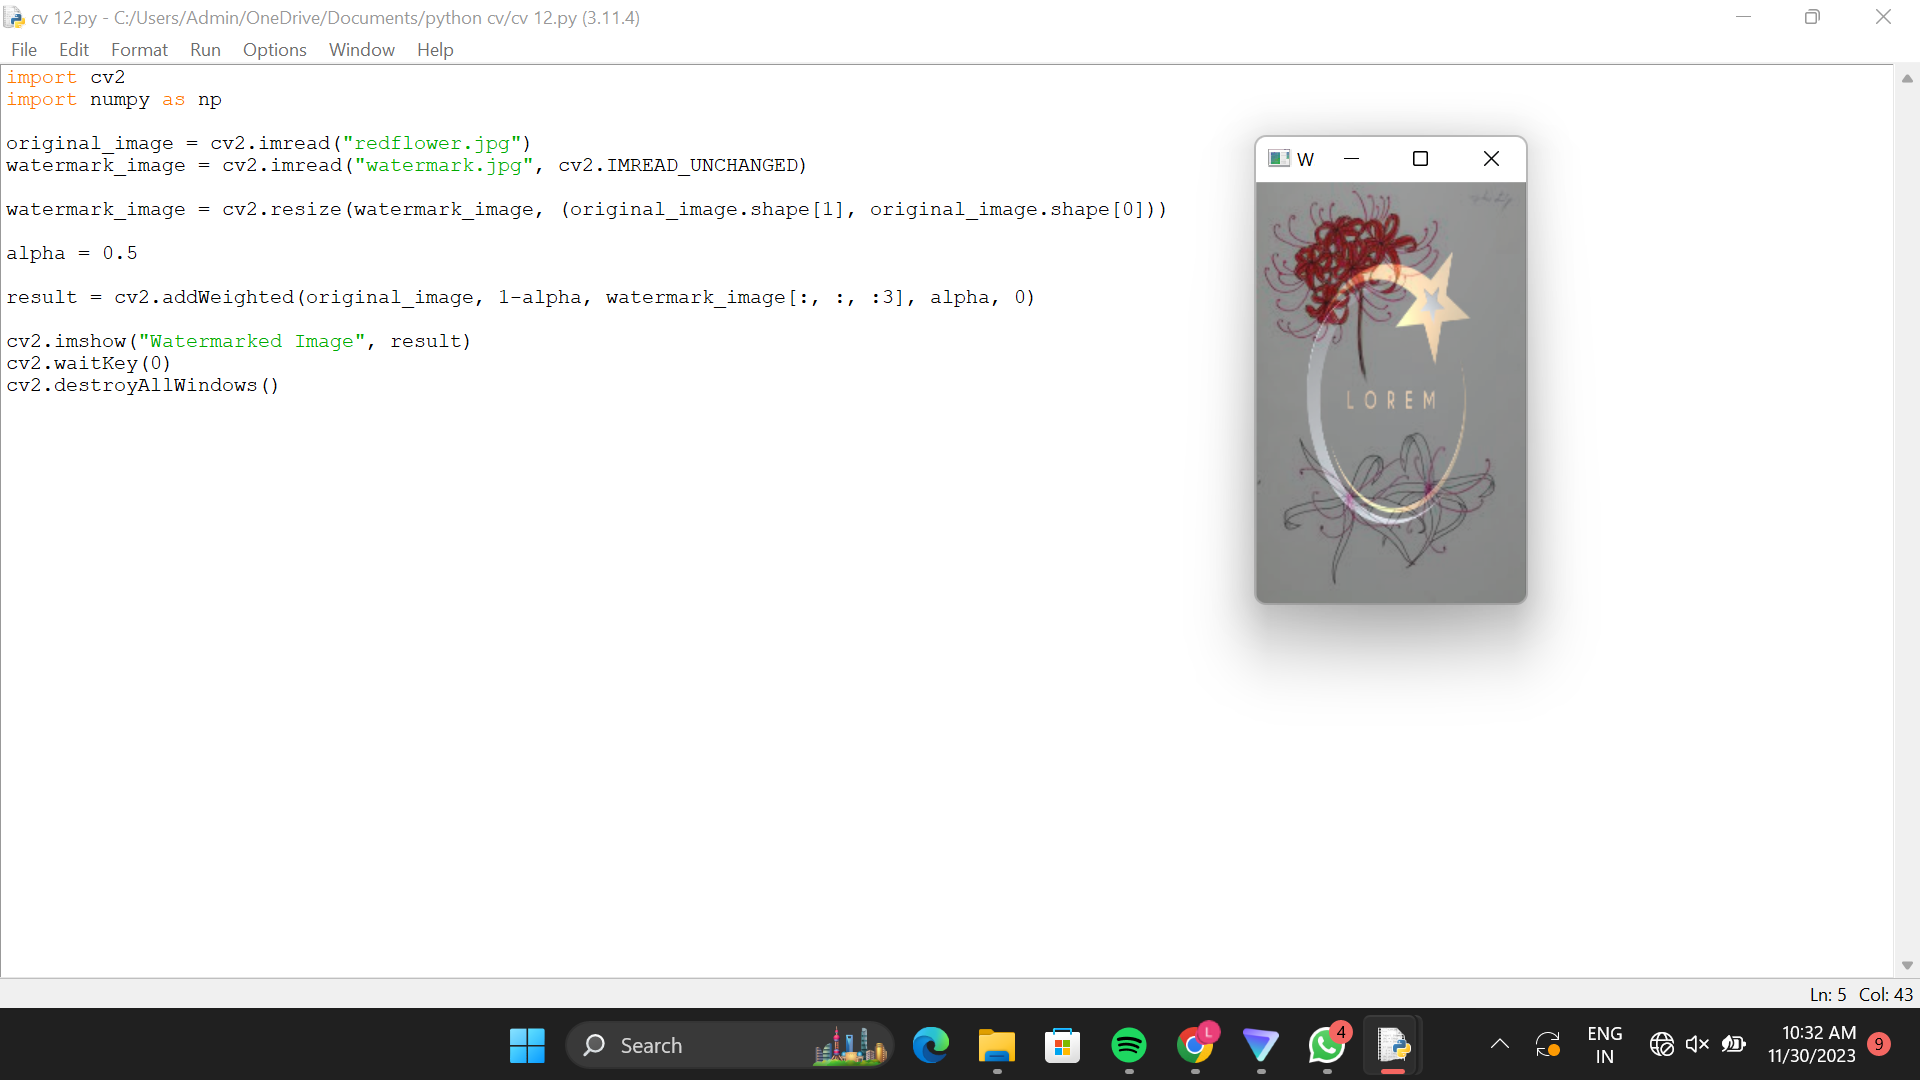 cv 12.py - C:/Users/Admin/OneDrive/Documents/python cv/cv 12.py (3.11.4)
File Edit Format Run Options Window Help
import cv2
import numpy as np
original_image = cv2.imread("redflower.jpg")
watermark_image = cv2.imread("watermark.jpg", cv2.IMREAD_UNCHANGED)
watermark_image = cv2.resize(watermark_image, (original_image.shape[1], original_image.shape[0]))
alpha = 0.5
result = cv2.addWeighted(original_image, 1-alpha, watermark_image[:, :, :3], alpha, 0)
cv2.imshow("Watermarked Image", result)
cv2.waitKey(0)
cv2.destroyAllWindows()
W
LOREM
Ln: 5 Col: 43
Search
L
4
ENG
IN
10:32 AM
11/30/2023
9